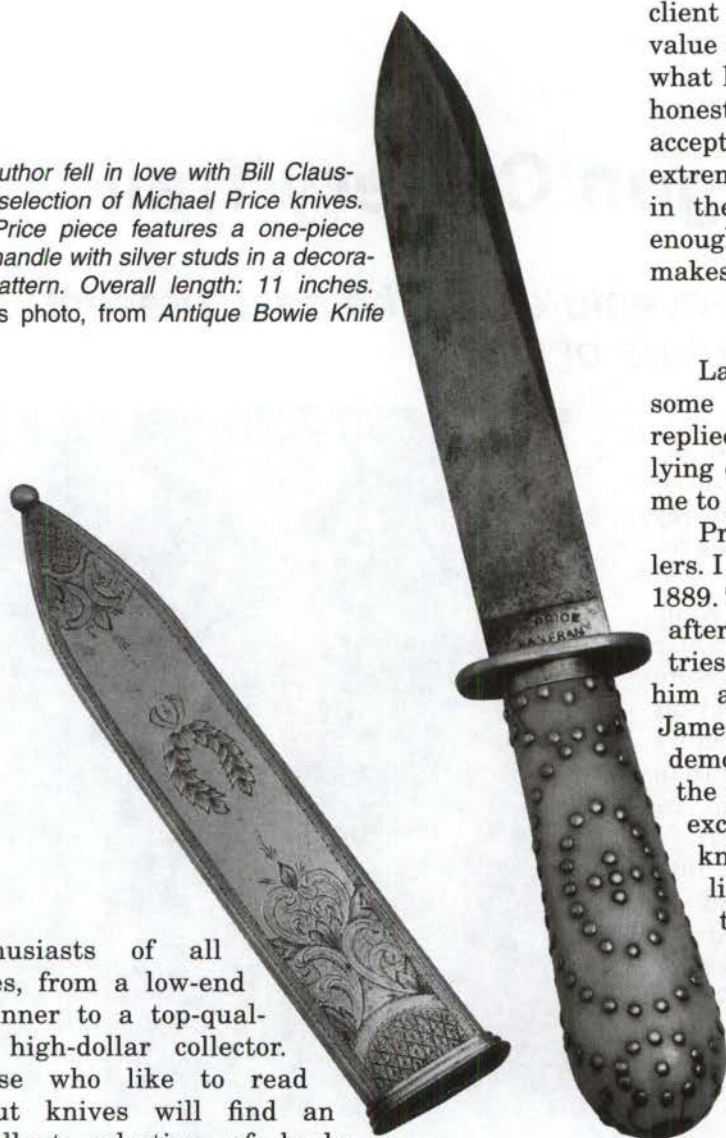 uthor fell in love with Bill Claus-
selection of Michael Price knives.
Price piece features a one-piece
handle with silver studs in a decora-
attern. Overall length: 11 inches.
s photo, from Antique Bowie Knife
husiasts of all
es, from a low-end
nner to a top-qual-
high-dollar collector.
se who like to read
ut knives will find an
PRICE
SAN FRAN
client
value
what
honest
accept
extrem
in the
enoug
makes
La
some
replied
lying
me to
Pr
lers. I
1889.
after
tries
him a
Jame
demo
the
exc
kn
li
t